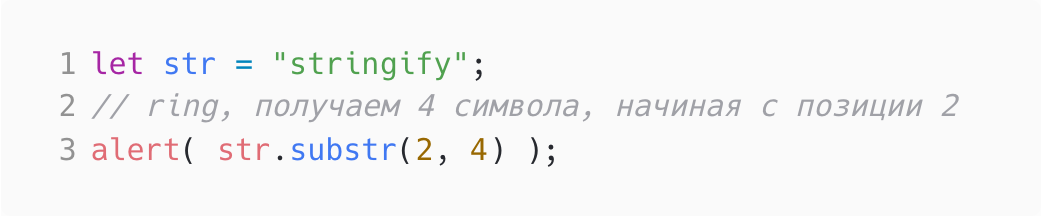 1 let str = "stringify";
2 // ring, получаем 4 символа, начиная с позиции 2
3 alert( str.substr(2, 4) );